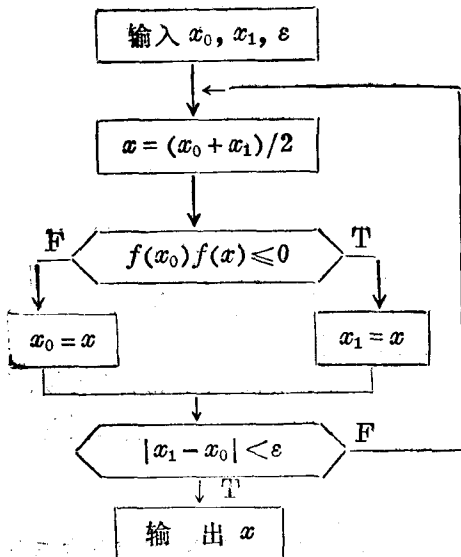 输入 x₀, x₁, ε
x = (x₀ + x₁)/2
F
f(x₀)f(x)≤0
T
x₀ = x
x₁ = x
|x₁ − x₀| < ε
F
T
输 出 x